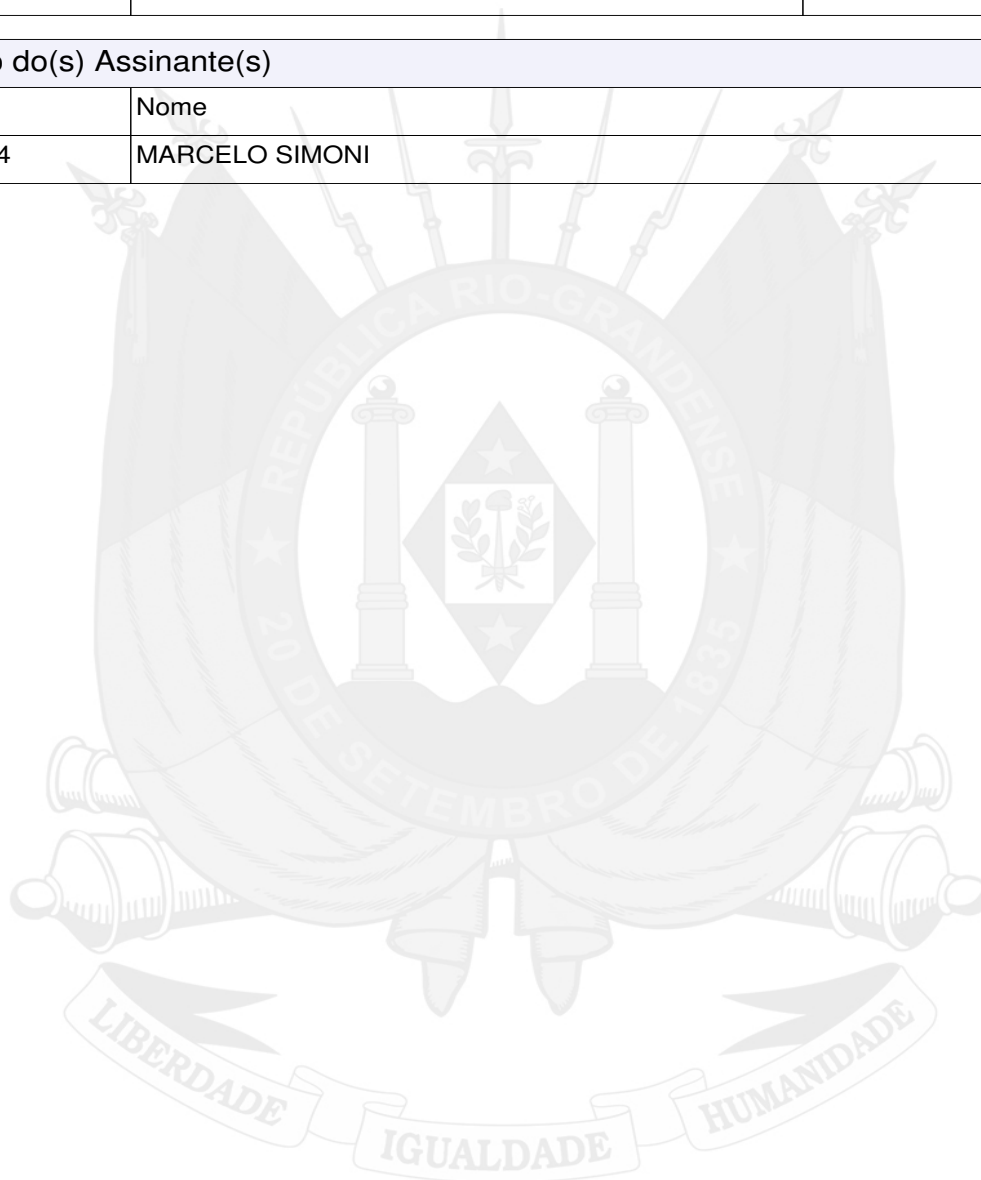 o do(s) Assinante(s)
Nome
4 MARCELO SIMONI
REPÚBLICA RIO-GRANDENSE
★ 20 DE SETEMBRO DE 1835 ★
LIBERDADE IGUALDADE HUMANIDADE